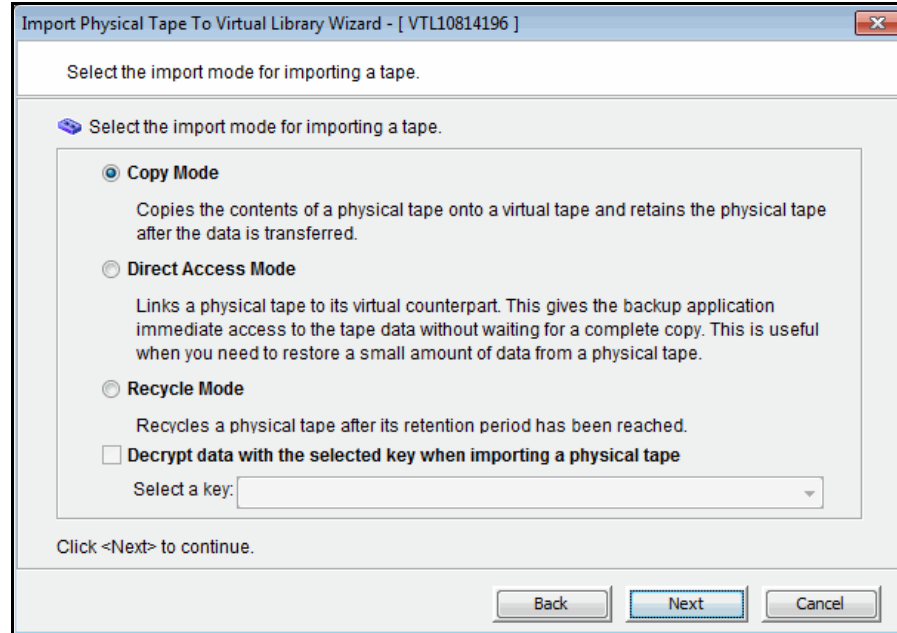 Import Physical Tape To Virtual Library Wizard - [ VTL10814196 ]
Select the import mode for importing a tape.
Select the import mode for importing a tape.
Copy Mode
Copies the contents of a physical tape onto a virtual tape and retains the physical tape
after the data is transferred.
Direct Access Mode
Links a physical tape to its virtual counterpart. This gives the backup application
immediate access to the tape data without waiting for a complete copy. This is useful
when you need to restore a small amount of data from a physical tape.
Recycle Mode
Recycles a physical tape after its retention period has been reached.
Decrypt data with the selected key when importing a physical tape
Select a key:
Click <Next> to continue.
Back Next Cancel